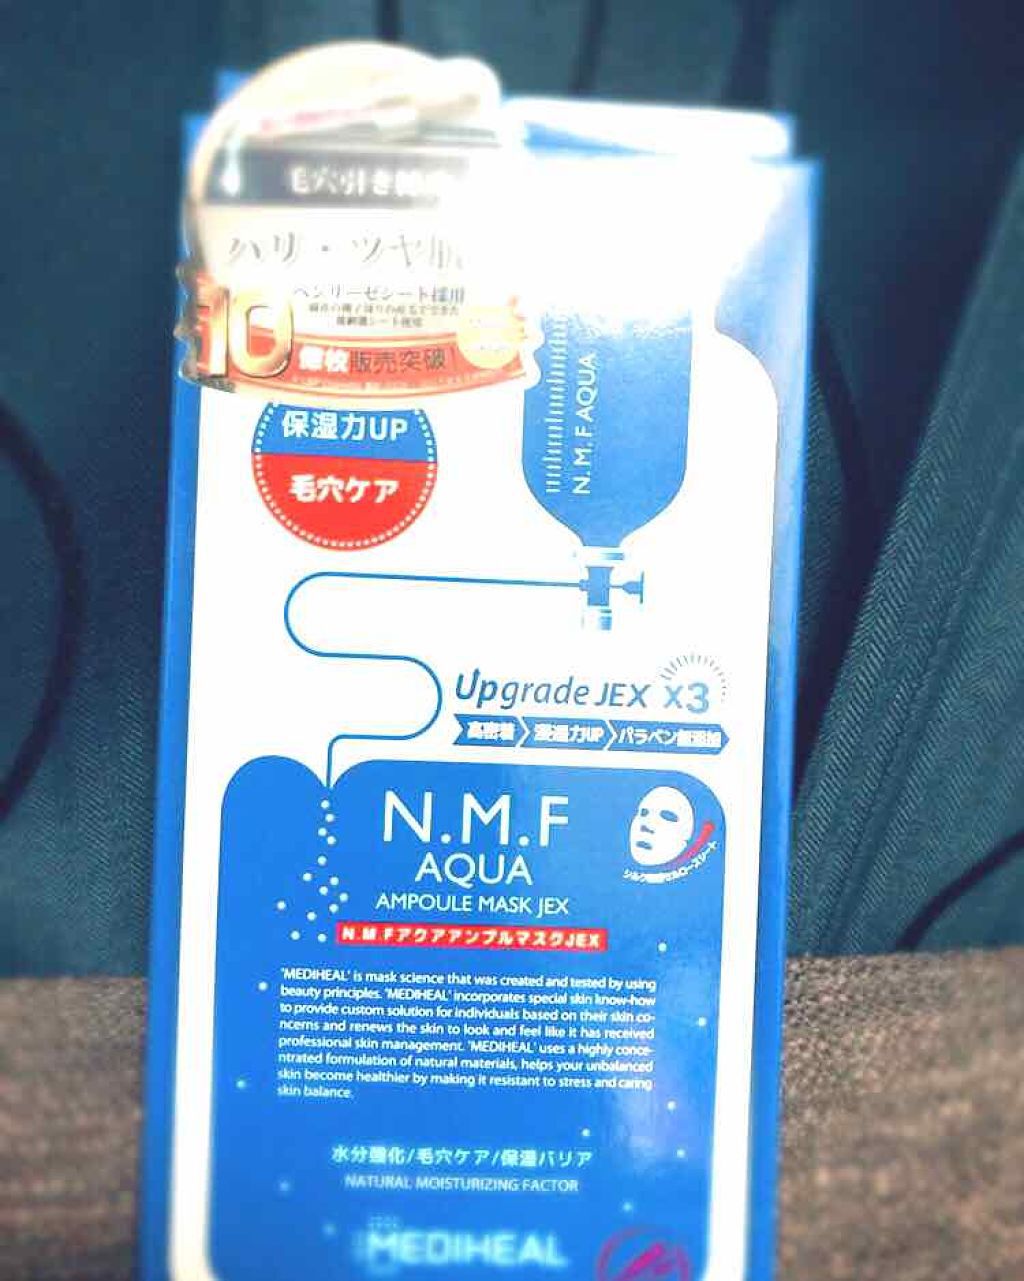 毛穴引き
ハリ・ツヤ肌
ベンリーゼシート採用
10
億枚販売突破
保湿力UP
毛穴ケア
N.M.F AQUA
Upgrade JEX x3
高密着 浸透力UP パラベン無添加
N.M.F
AQUA
AMPOULE MASK JEX
N.M.FアクアアンプルマスクJEX
'MEDIHEAL' is mask science that was created and tested by using
beauty principles. 'MEDIHEAL' incorporates special skin know-how
to provide custom solution for individuals based on their skin co-
ncerns and renews the skin to look and feel like it has received
professional skin management. 'MEDIHEAL' uses a highly conce-
ntrated formulation of natural materials, helps your unbalanced
skin become healthier by making it resistant to stress and caring
skin balance.
水分強化/毛穴ケア/保湿バリア
NATURAL MOISTURIZING FACTOR
MEDIHEAL